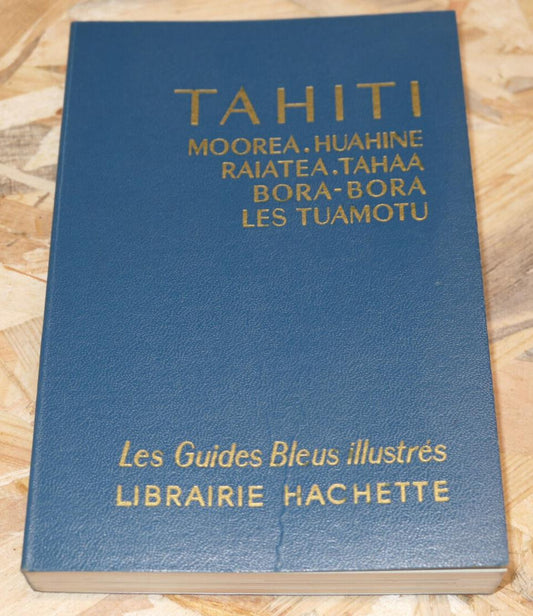 TAHITI
MOOREA.HUAHINE
RAIATEA.TAHAA
BORA-BORA
LES TUAMOTU
Les Guides Bleus illustrés
LIBRAIRIE HACHETTE